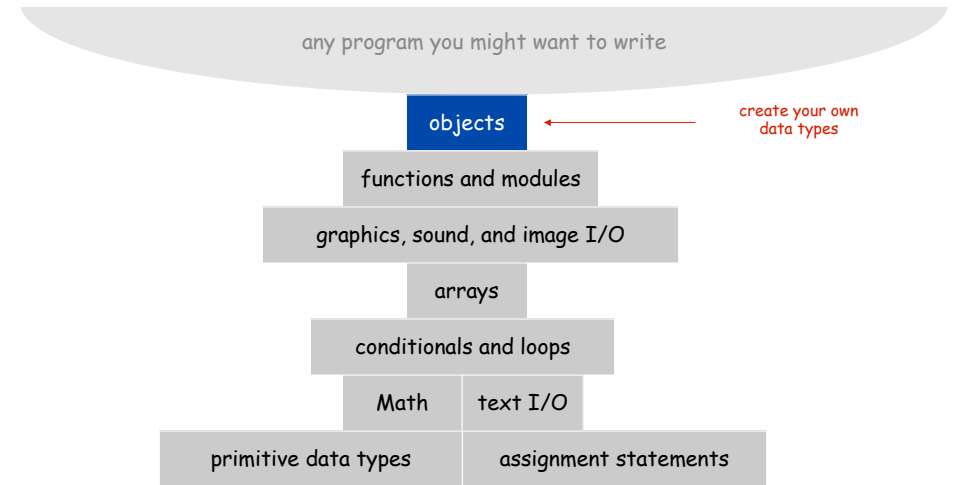 any program you might want to write
objects
create your own
data types
functions and modules
graphics, sound, and image I/O
arrays
conditionals and loops
Math
text I/O
primitive data types
assignment statements